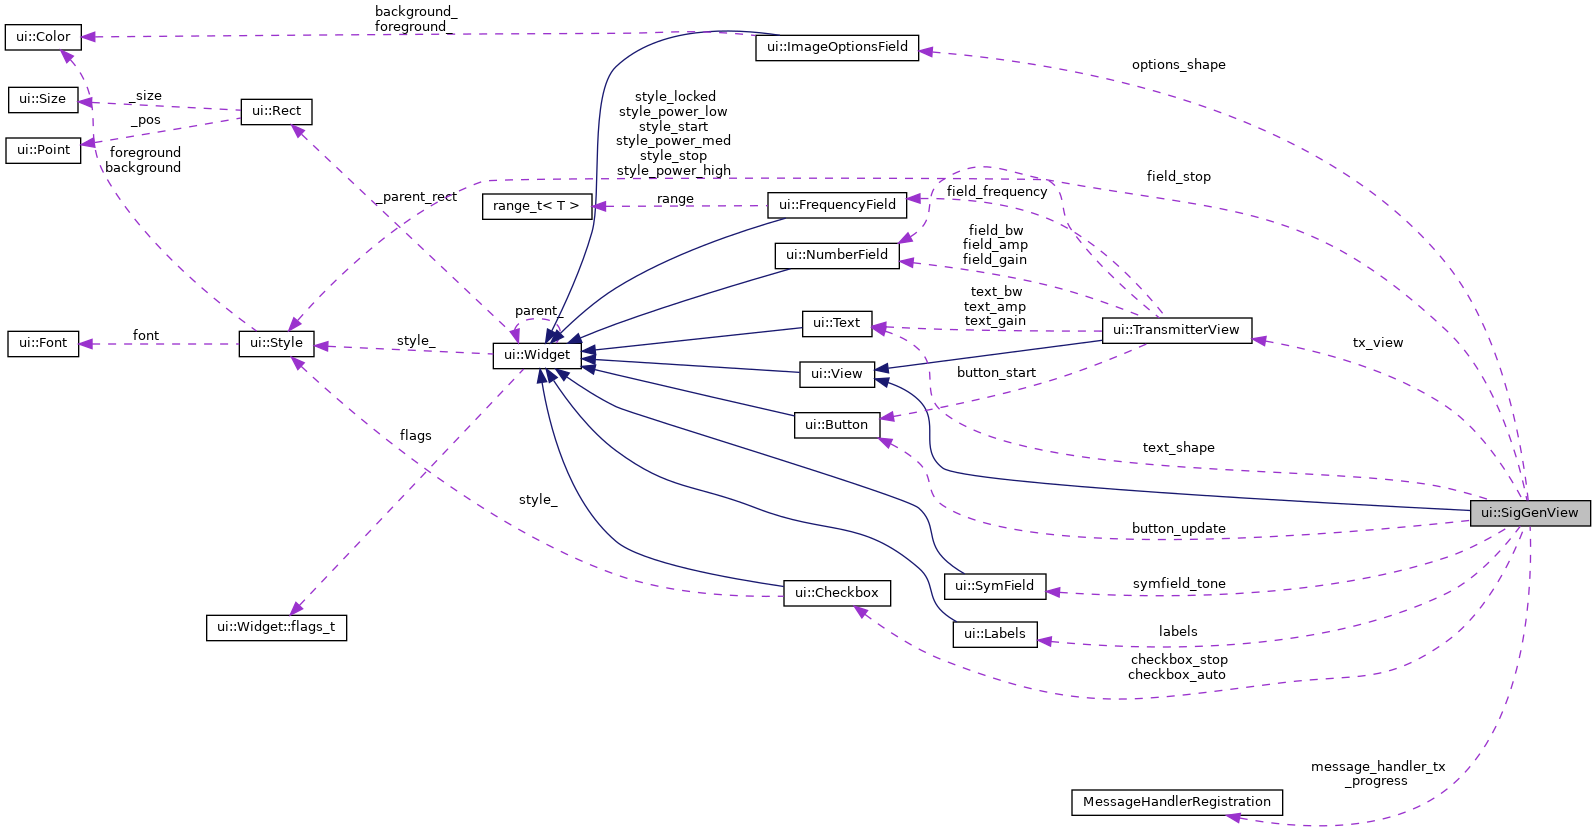 background_
foreground_
ui::Color
ui::ImageOptionsField
options_shape
ui::Size
_size
ui::Rect
style_locked
style_power_low
style_start
style_power_med
style_stop
style_power_high
_pos
ui::Point
foreground
background
field_stop
_parent_rect
range_t< T >
range
ui::FrequencyField
field_frequency
field_bw
field_amp
field_gain
ui::NumberField
text_bw
text_amp
text_gain
parent_
ui::Text
ui::TransmitterView
font
ui::Font
ui::Style
style_
ui::Widget
tx_view
ui::View
button_start
ui::Button
flags
text_shape
style_
ui::SigGenView
button_update
ui::SymField
symfield_tone
ui::Checkbox
ui::Widget::flags_t
ui::Labels
labels
checkbox_stop
checkbox_auto
message_handler_tx
_progress
MessageHandlerRegistration